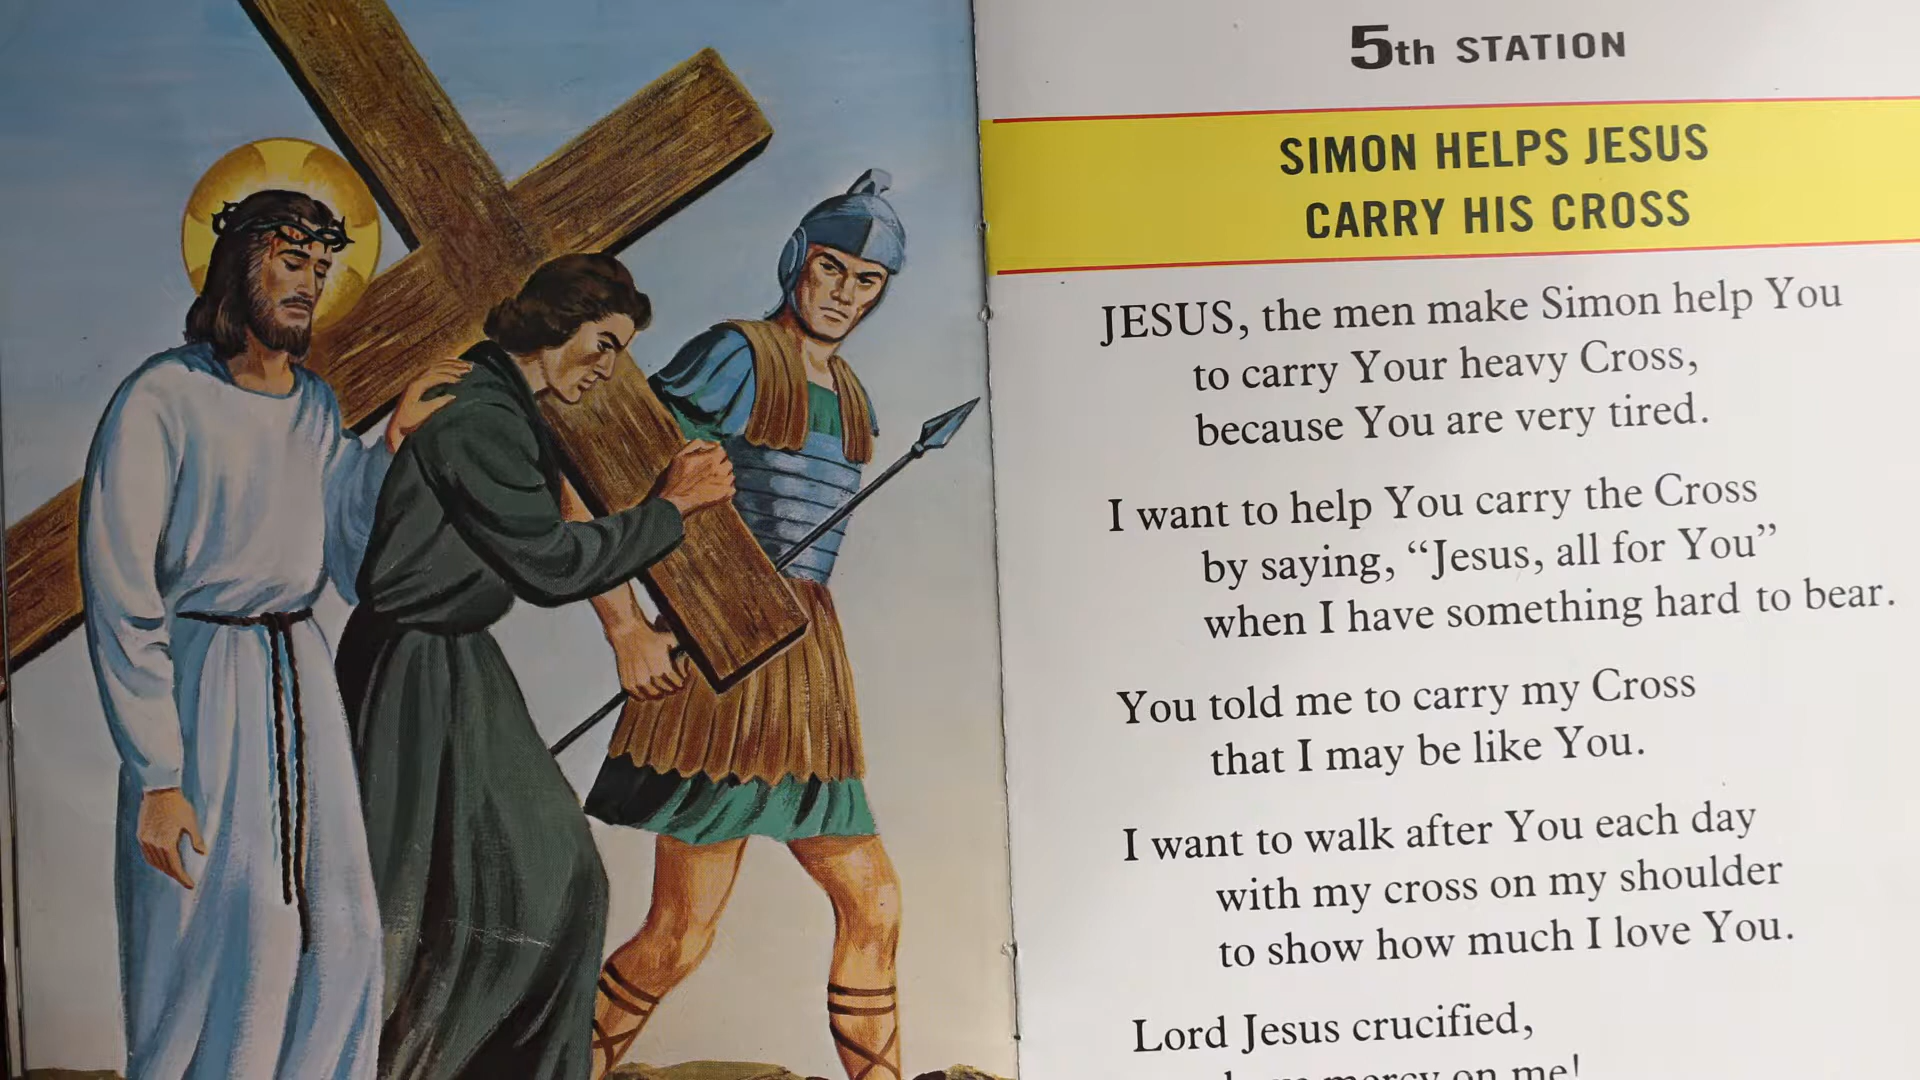 5th STATION
SIMON HELPS JESUS
CARRY HIS CROSS
JESUS, the men make Simon help You
to carry Your heavy Cross,
because You are very tired.
I want to help You carry the Cross
by saying, “Jesus, all for You”
when I have something hard to bear.
You told me to carry my Cross
that I may be like You.
I want to walk after You each day
with my cross on my shoulder
to show how much I love You.
Lord Jesus crucified,
have mercy on me!